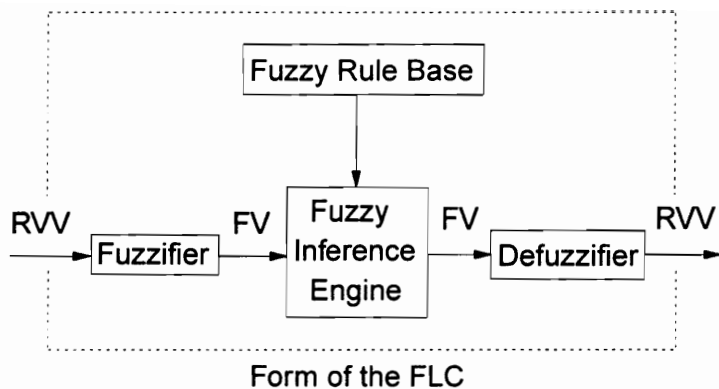 Fuzzy Rule Base
RVV
Fuzzifier
FV
Fuzzy
Inference
Engine
FV
Defuzzifier
RVV
Form of the FLC